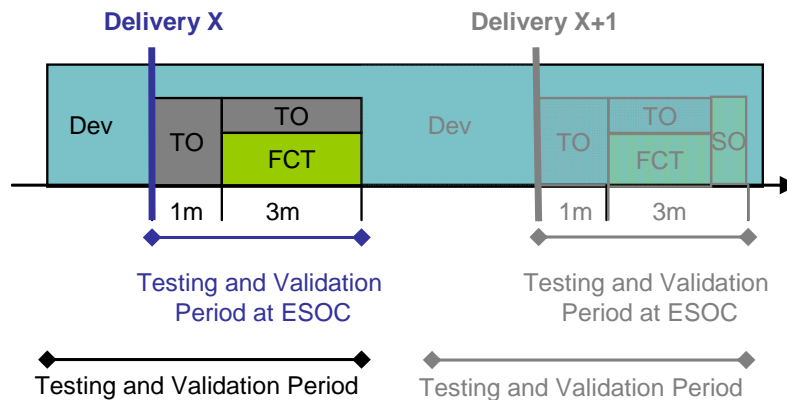 Delivery X
Delivery X+1
Dev
TO
TO
FCT
Dev
TO
TO
FCT
SO
1m
3m
1m
3m
Testing and Validation
Period at ESOC
Testing and Validation
Period at ESOC
Testing and Validation Period
Testing and Validation Period